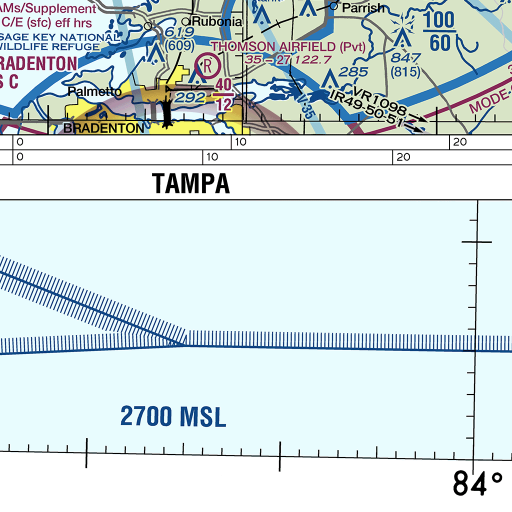 AMs/Supplement
C/E (sfc) eff hrs
SAGE KEY NATIONAL
WILDLIFE REFUGE
RADENTON
S C
Palmetto
BRADENTON
619
(609)
Rubonia
Parrish
THOMSON AIRFIELD (Pvt)
35 - 27 122.7
R
292
40
12
285
100
60
847
(815)
VR1098
IR49-50-51
MODE
V-35
0
10
20
0
10
20
TAMPA
2700 MSL
84°